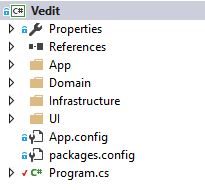 C# Vedit
Properties
References
App
Domain
Infrastructure
UI
App.config
packages.config
C# Program.cs